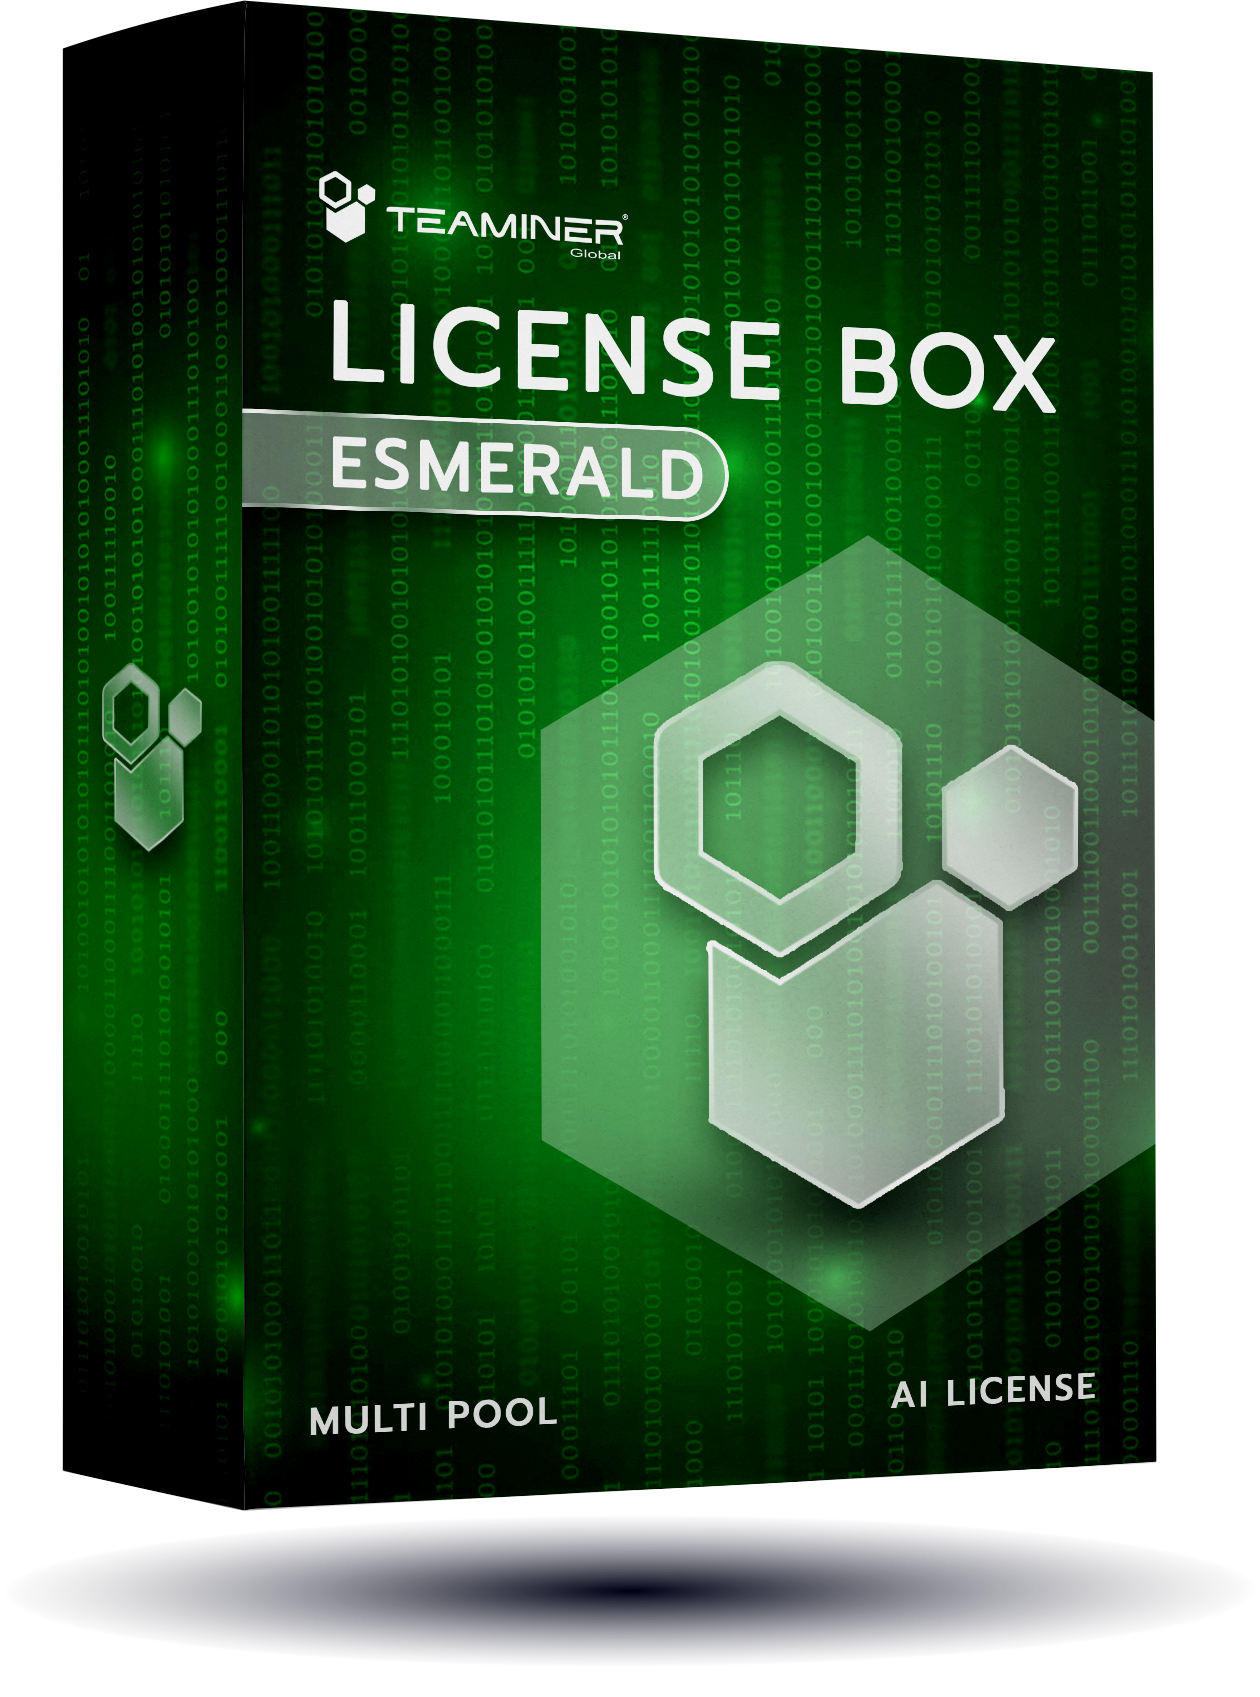 TEAMINER®
Global
LICENSE BOX
ESMERALD
MULTI POOL
AI LICENSE